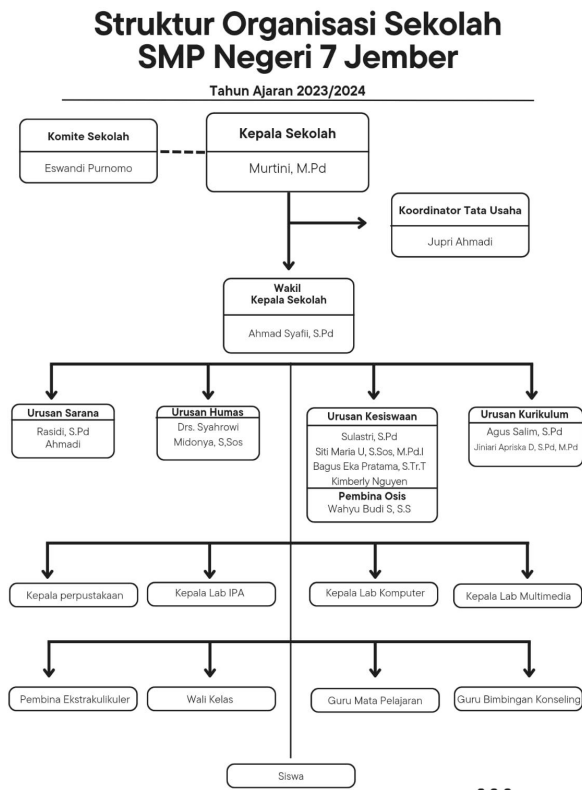 Struktur Organisasi Sekolah
SMP Negeri 7 Jember
Tahun Ajaran 2023/2024
Komite Sekolah
Eswandi Purnomo
Kepala Sekolah
Murtini, M.Pd
Koordinator Tata Usaha
Jupri Ahmadi
Wakil
Kepala Sekolah
Ahmad Syafii, S.Pd
Urusan Sarana
Rasidi, S.Pd
Ahmadi
Urusan Humas
Drs. Syahrowi
Midonya, S,Sos
Urusan Kesiswaan
Sulastri, S.Pd
Siti Maria U, S.Sos, M.Pd.I
Bagus Eka Pratama, S.Tr.T
Kimberly Nguyen
Pembina Osis
Wahyu Budi S, S.S
Urusan Kurikulum
Agus Salim, S.Pd
Jiniari Apriska D, S.Pd, M.Pd
Kepala perpustakaan
Kepala Lab IPA
Kepala Lab Komputer
Kepala Lab Multimedia
Pembina Ekstrakulikuler
Wali Kelas
Guru Mata Pelajaran
Guru Bimbingan Konseling
Siswa